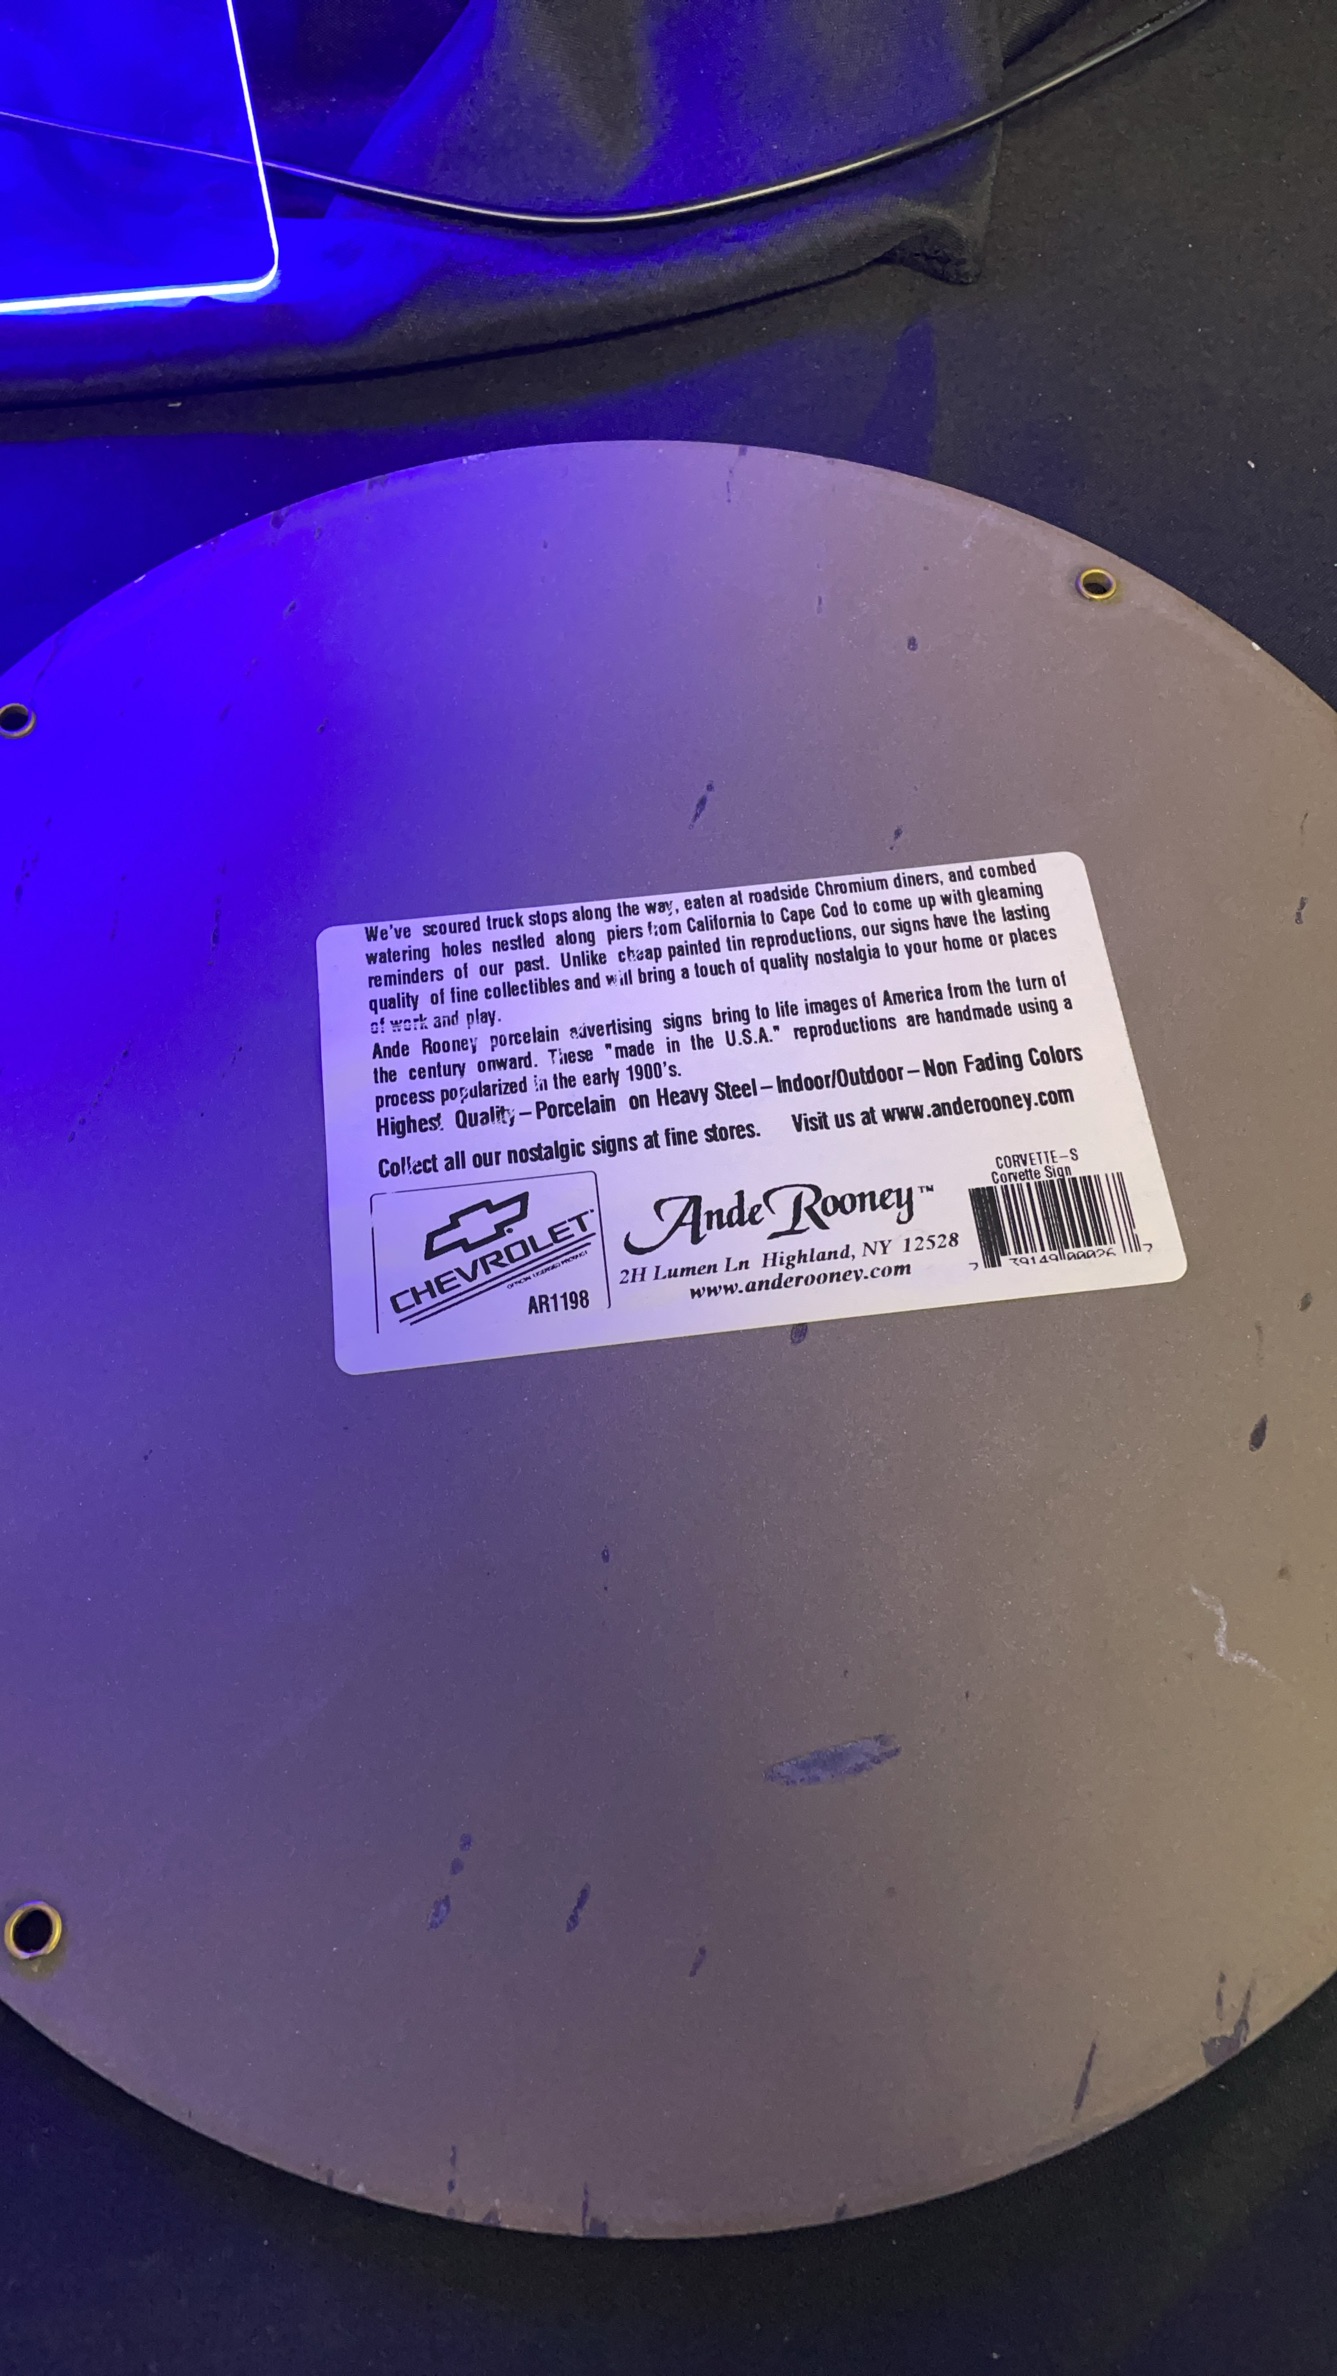 We've scoured truck stops along the way, eaten at roadside Chromium diners, and combed
watering holes nestled along piers from California to Cape Cod to come up with gleaming
reminders of our past. Unlike cheap painted tin reproductions, our signs have the lasting
quality of fine collectibles and will bring a touch of quality nostalgia to your home or places
of work and play.
Ande Rooney porcelain advertising signs bring to life images of America from the turn of
the century onward. These "made in the U.S.A." reproductions are handmade using a
process popularized in the early 1900's.
Highest Quality – Porcelain on Heavy Steel – Indoor/Outdoor – Non Fading Colors
Collect all our nostalgic signs at fine stores. Visit us at www.anderooney.com
CHEVROLET
OFFICIAL LICENSED PRODUCT
AR1198
Ande Rooney™
2H Lumen Ln Highland, NY 12528
www.anderooney.com
CORVETTE–S
Corvette Sign
7 39149 00026 7